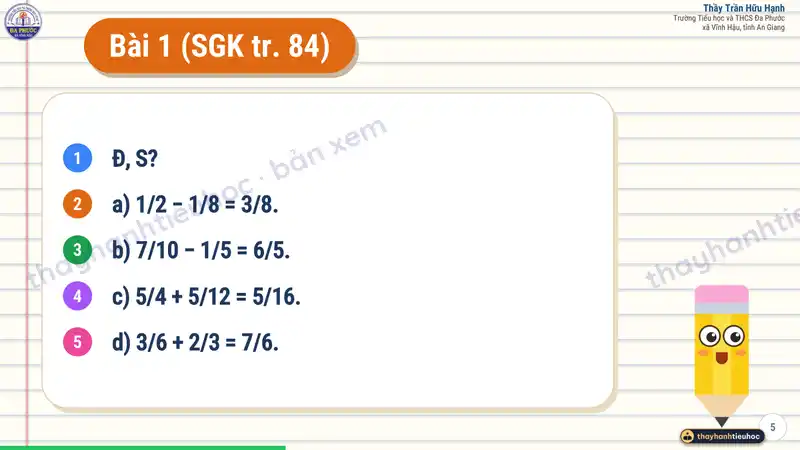 Thầy Trần Hữu Hạnh
Trường Tiểu học và THCS Đa Phước
xã Vĩnh Hậu, tỉnh An Giang
ĐA PHƯỚC
Bài 1 (SGK tr. 84)
1 Đ, S?
2 a) 1/2 − 1/8 = 3/8.
3 b) 7/10 − 1/5 = 6/5.
4 c) 5/4 + 5/12 = 5/16.
5 d) 3/6 + 2/3 = 7/6.
thayhanhtieuhoc · bản xem
thayhanhtieuhoc
5